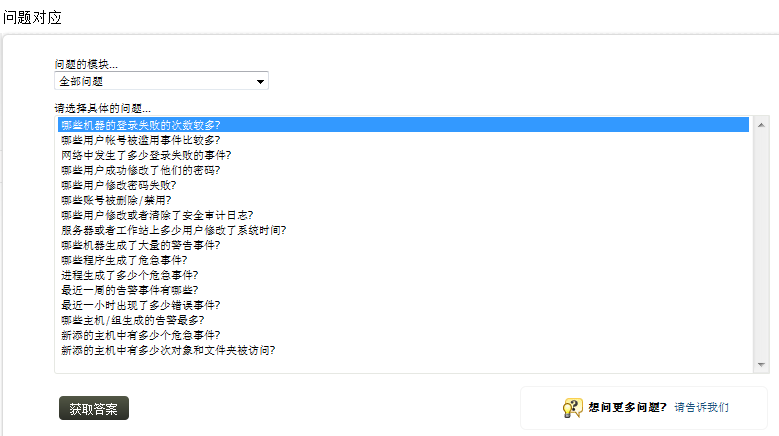 问题对应
问题的模块...
全部问题
请选择具体的问题...
哪些机器的登录失败的次数较多?
哪些用户帐号被滥用事件比较多?
网络中发生了多少登录失败的事件?
哪些用户成功修改了他们的密码?
哪些用户修改密码失败?
哪些账号被删除/禁用?
哪些用户修改或者清除了安全审计日志?
服务器或者工作站上多少用户修改了系统时间?
哪些机器生成了大量的警告事件?
哪些程序生成了危急事件?
进程生成了多少个危急事件?
最近一周的告警事件有哪些?
最近一小时出现了多少错误事件?
哪些主机/组生成的告警最多?
新添的主机中有多少个危急事件?
新添的主机中有多少次对象和文件夹被访问?
获取答案
想问更多问题? 请告诉我们